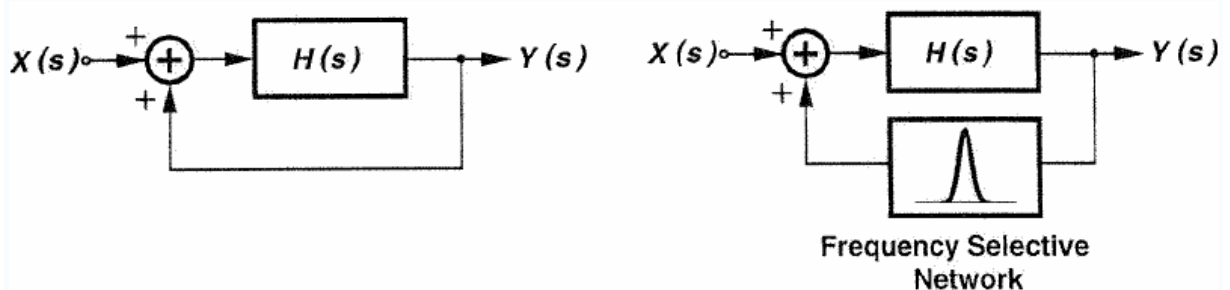 X(s)
+
+
+
H(s)
Y(s)
X(s)
+
+
+
H(s)
Y(s)
Frequency Selective
Network